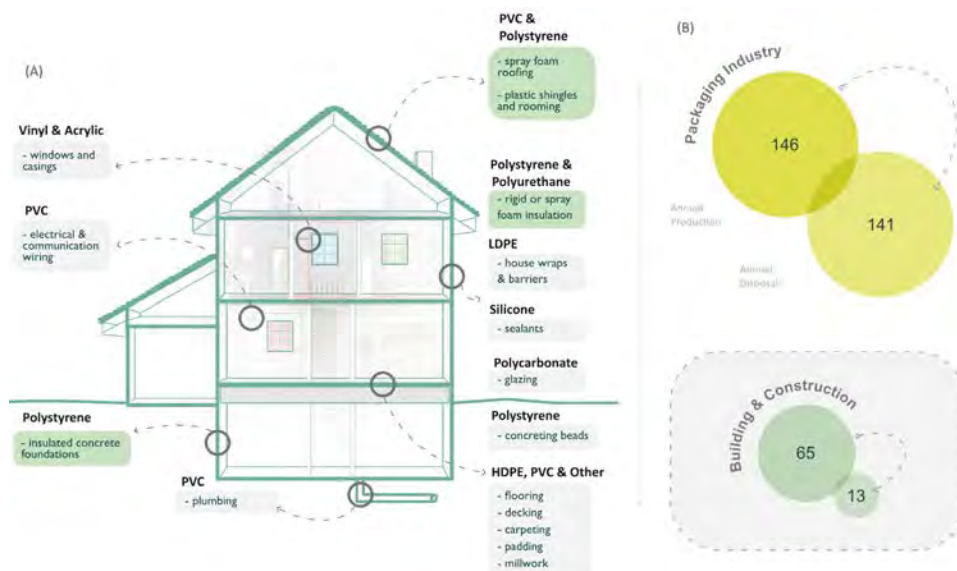 (A)
PVC &
Polystyrene
- spray foam
roofing
- plastic shingles
and rooming
Vinyl & Acrylic
- windows and
casings
Polystyrene &
Polyurethane
- rigid or spray
foam insulation
PVC
- electrical &
communication
wiring
LDPE
- house wraps
& barriers
Silicone
- sealants
Polycarbonate
- glazing
Polystyrene
- insulated concrete
foundations
Polystyrene
- concreting beads
PVC
- plumbing
HDPE, PVC & Other
- flooring
- decking
- carpeting
- padding
- millwork
(B)
Packaging Industry
146
141
Annual
Production
Annual
Disposal
Building & Construction
65
13